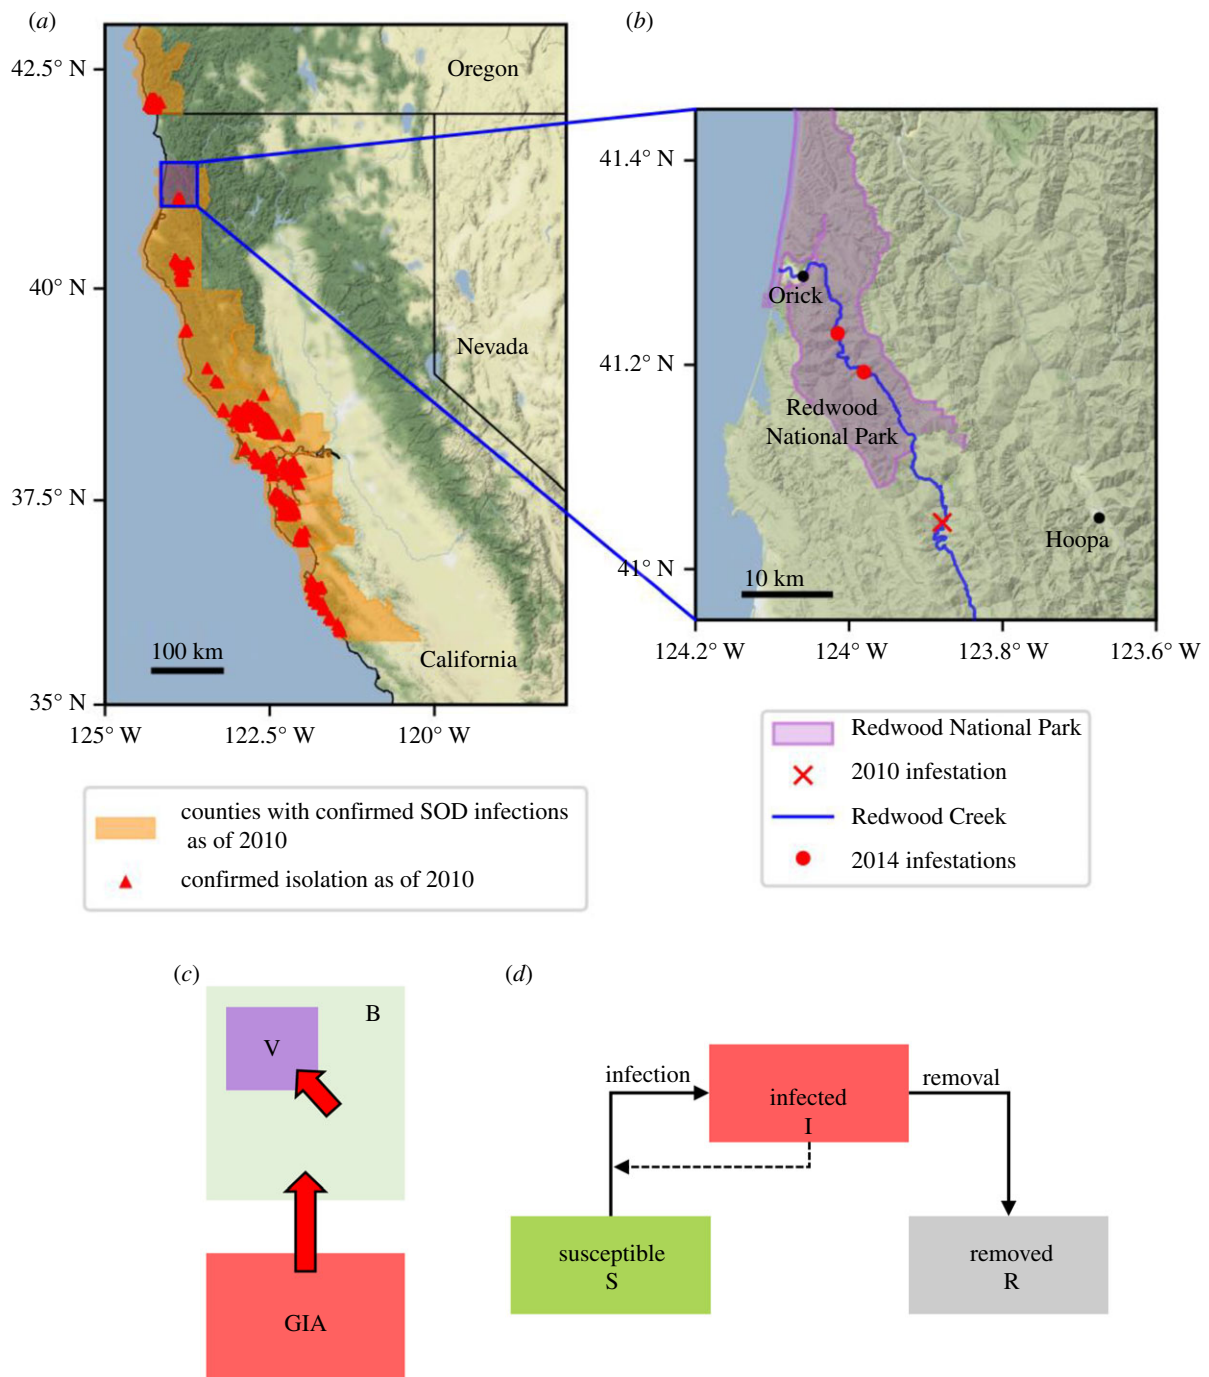 (a)
42.5° N
40° N
37.5° N
35° N
125° W
122.5° W
120° W
Oregon
Nevada
California
100 km
counties with confirmed SOD infections
as of 2010
confirmed isolation as of 2010
(b)
41.4° N
41.2° N
41° N
124.2° W
124° W
123.8° W
123.6° W
Orick
Redwood
National Park
Hoopa
10 km
Redwood National Park
2010 infestation
Redwood Creek
2014 infestations
(c)
B
V
GIA
(d)
infection
infected
I
removal
susceptible
S
removed
R